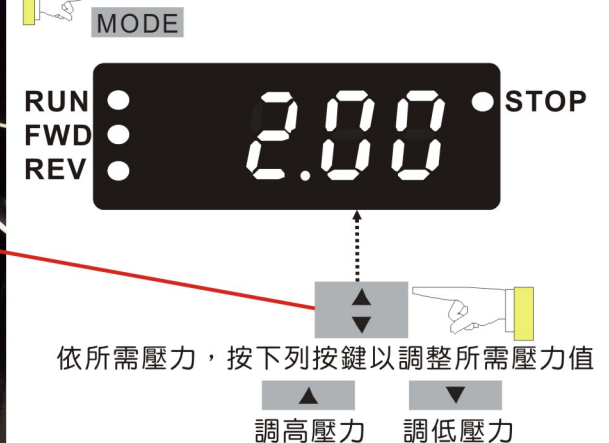 MODE
RUN
FWD
REV
2.00
STOP
依所需壓力，按下列按鍵以調整所需壓力值
▲ ▼
調高壓力 調低壓力